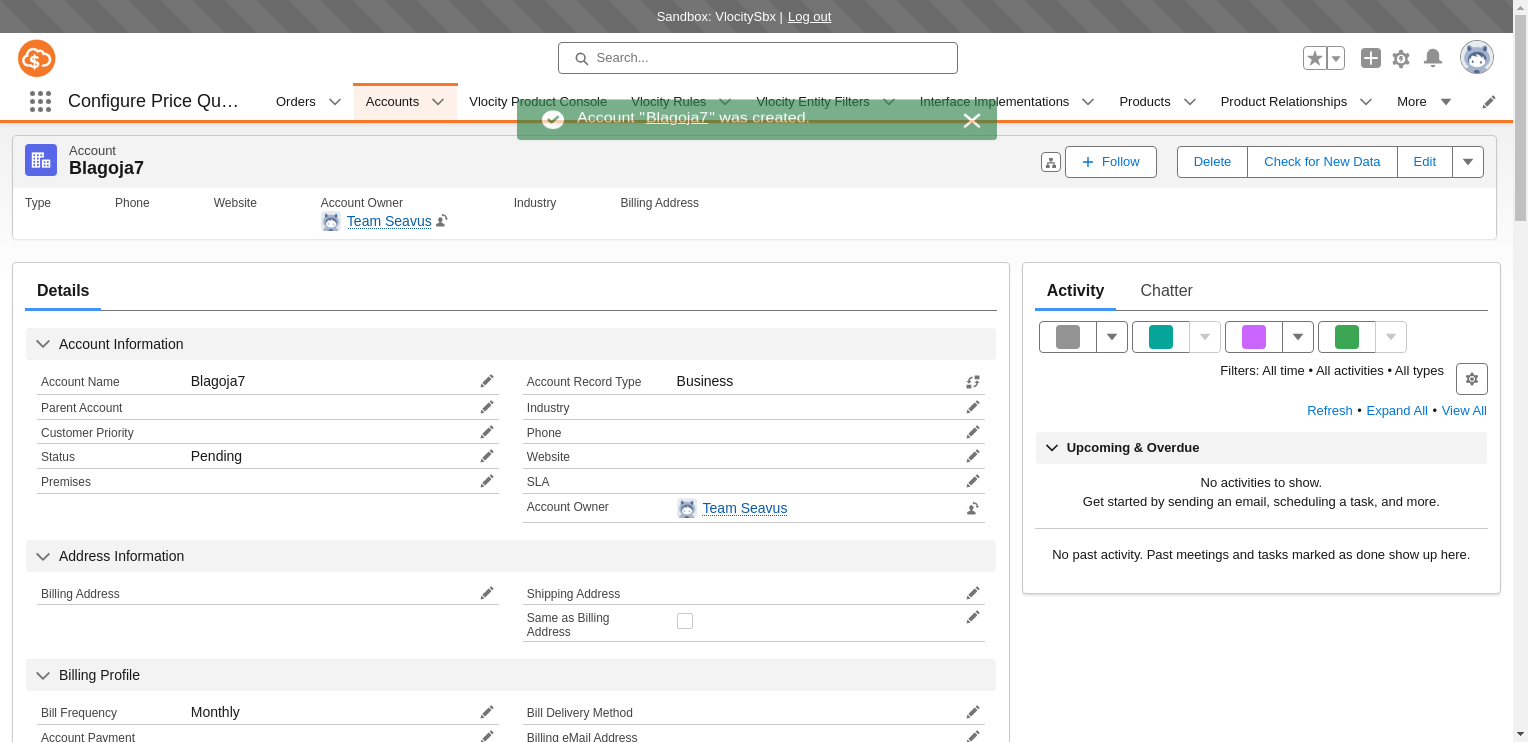 Sandbox: VlocitySbx | Log out
Search...
Configure Price Qu...
Orders
Accounts
Vlocity Product Console
Vlocity Rules
Vlocity Entity Filters
Interface Implementations
Products
Product Relationships
More
Account "Blagoja7" was created.
Account
Blagoja7
Follow
Delete
Check for New Data
Edit
Type
Phone
Website
Account Owner
Industry
Billing Address
Team Seavus
Details
Account Information
Account Name
Blagoja7
Account Record Type
Business
Parent Account
Industry
Customer Priority
Phone
Status
Pending
Website
Premises
SLA
Account Owner
Team Seavus
Address Information
Billing Address
Shipping Address
Same as Billing
Address
Billing Profile
Bill Frequency
Monthly
Bill Delivery Method
Account Payment
Billing eMail Address
Activity
Chatter
Filters: All time • All activities • All types
Refresh • Expand All • View All
Upcoming & Overdue
No activities to show.
Get started by sending an email, scheduling a task, and more.
No past activity. Past meetings and tasks marked as done show up here.